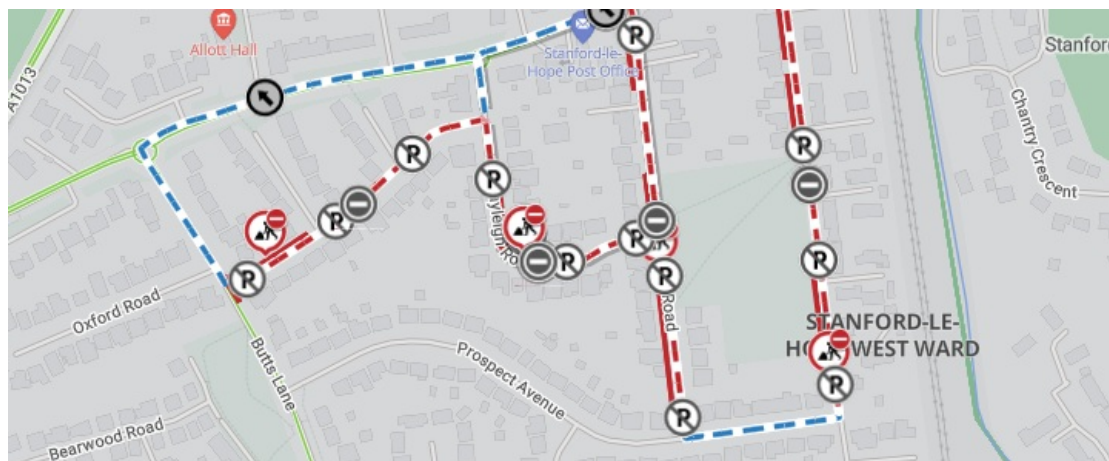 Allott Hall
A1013
Stanford-le-
Hope Post Office
Stanford
Chantry Crescent
Oxford Road
Butts Lane
Prospect Avenue
Bearwood Road
Road
STANFORD-LE-
WEST WARD